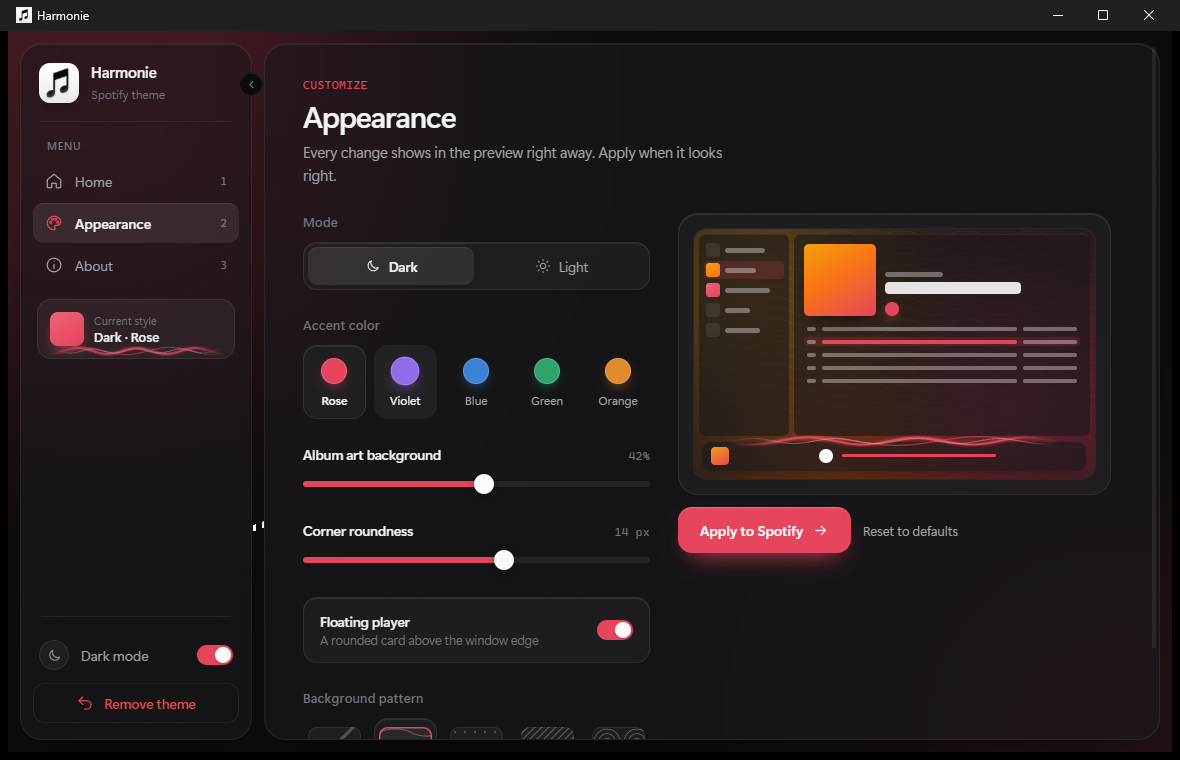 Harmonie
Harmonie
Spotify theme
MENU
Home 1
Appearance 2
About 3
Current style
Dark · Rose
Dark mode
Remove theme
CUSTOMIZE
Appearance
Every change shows in the preview right away. Apply when it looks
right.
Mode
Dark Light
Accent color
Rose Violet Blue Green Orange
Album art background 42%
Corner roundness 14 px
Floating player
A rounded card above the window edge
Background pattern
Apply to Spotify → Reset to defaults